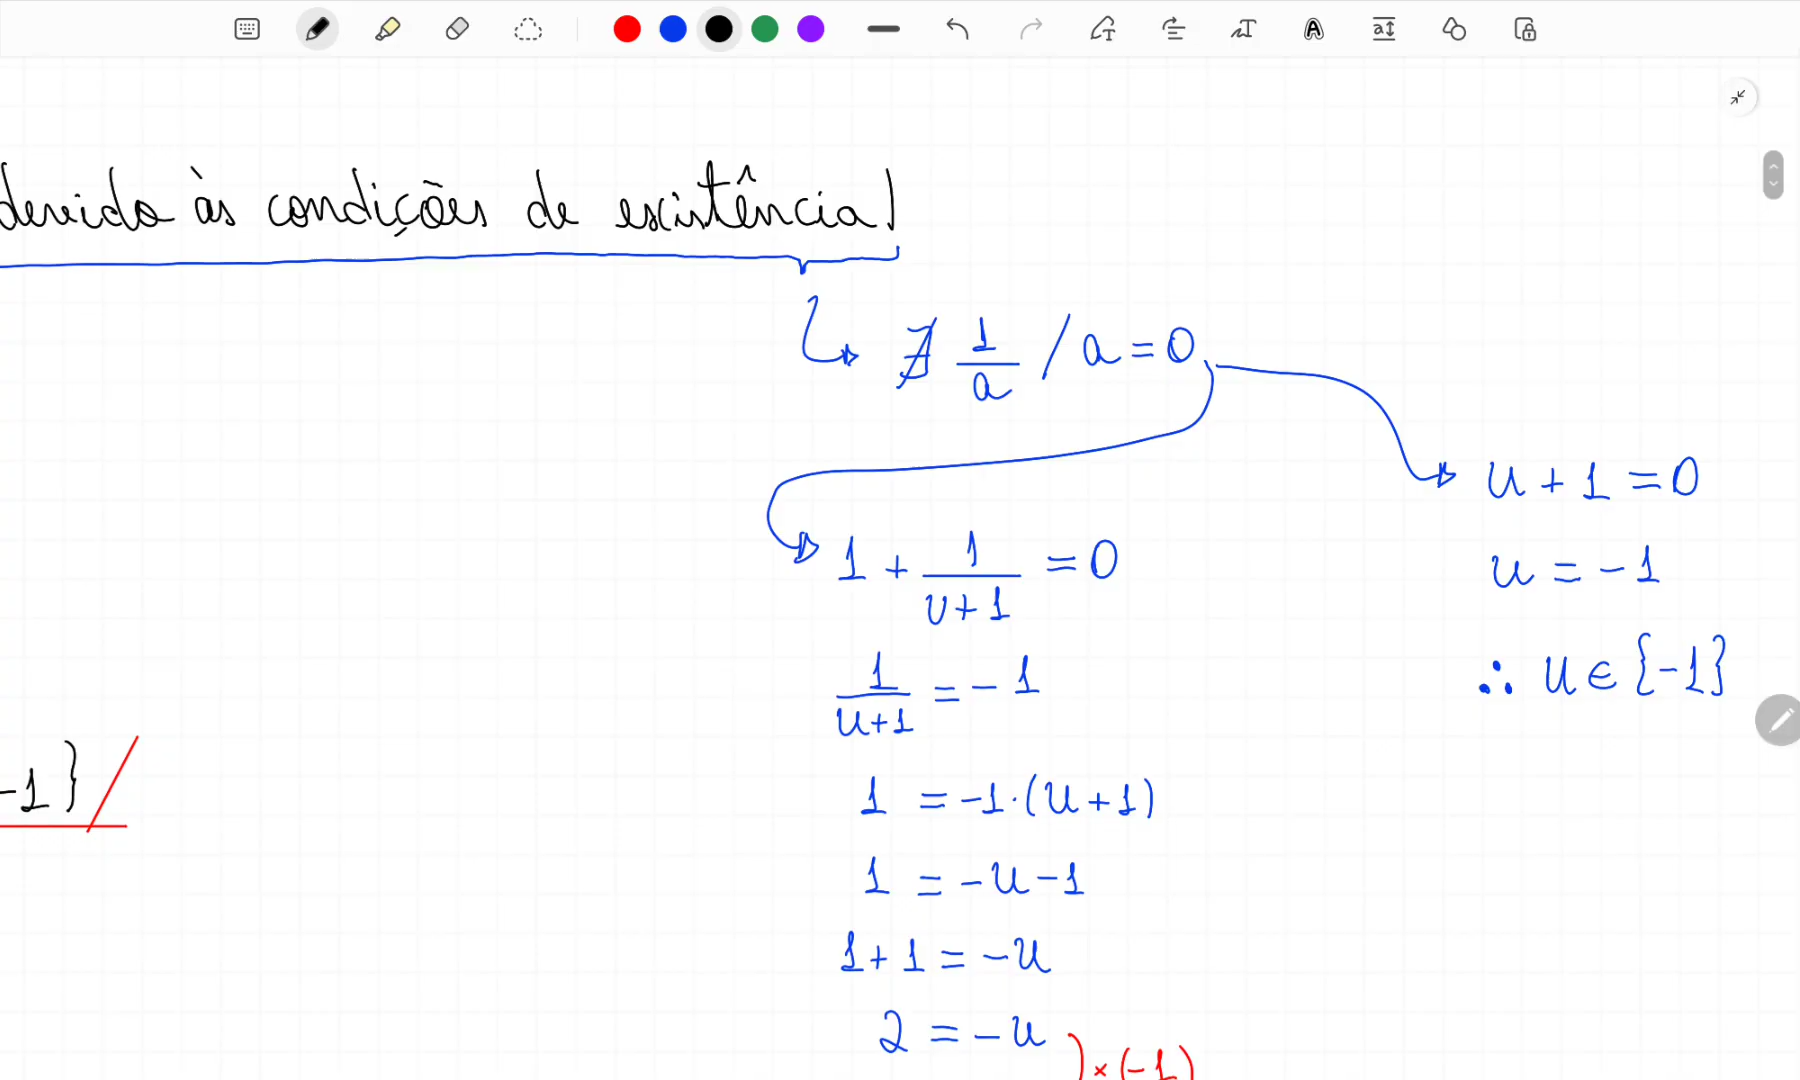 devido às condições de existência)
∄ 1/a / a = 0
u + 1 = 0
u = -1
∴ u ∈ {-1}
1 + 1/(u+1) = 0
1/(u+1) = -1
-1}
1 = -1·(u+1)
1 = -u-1
1+1 = -u
2 = -u
)×(-1)